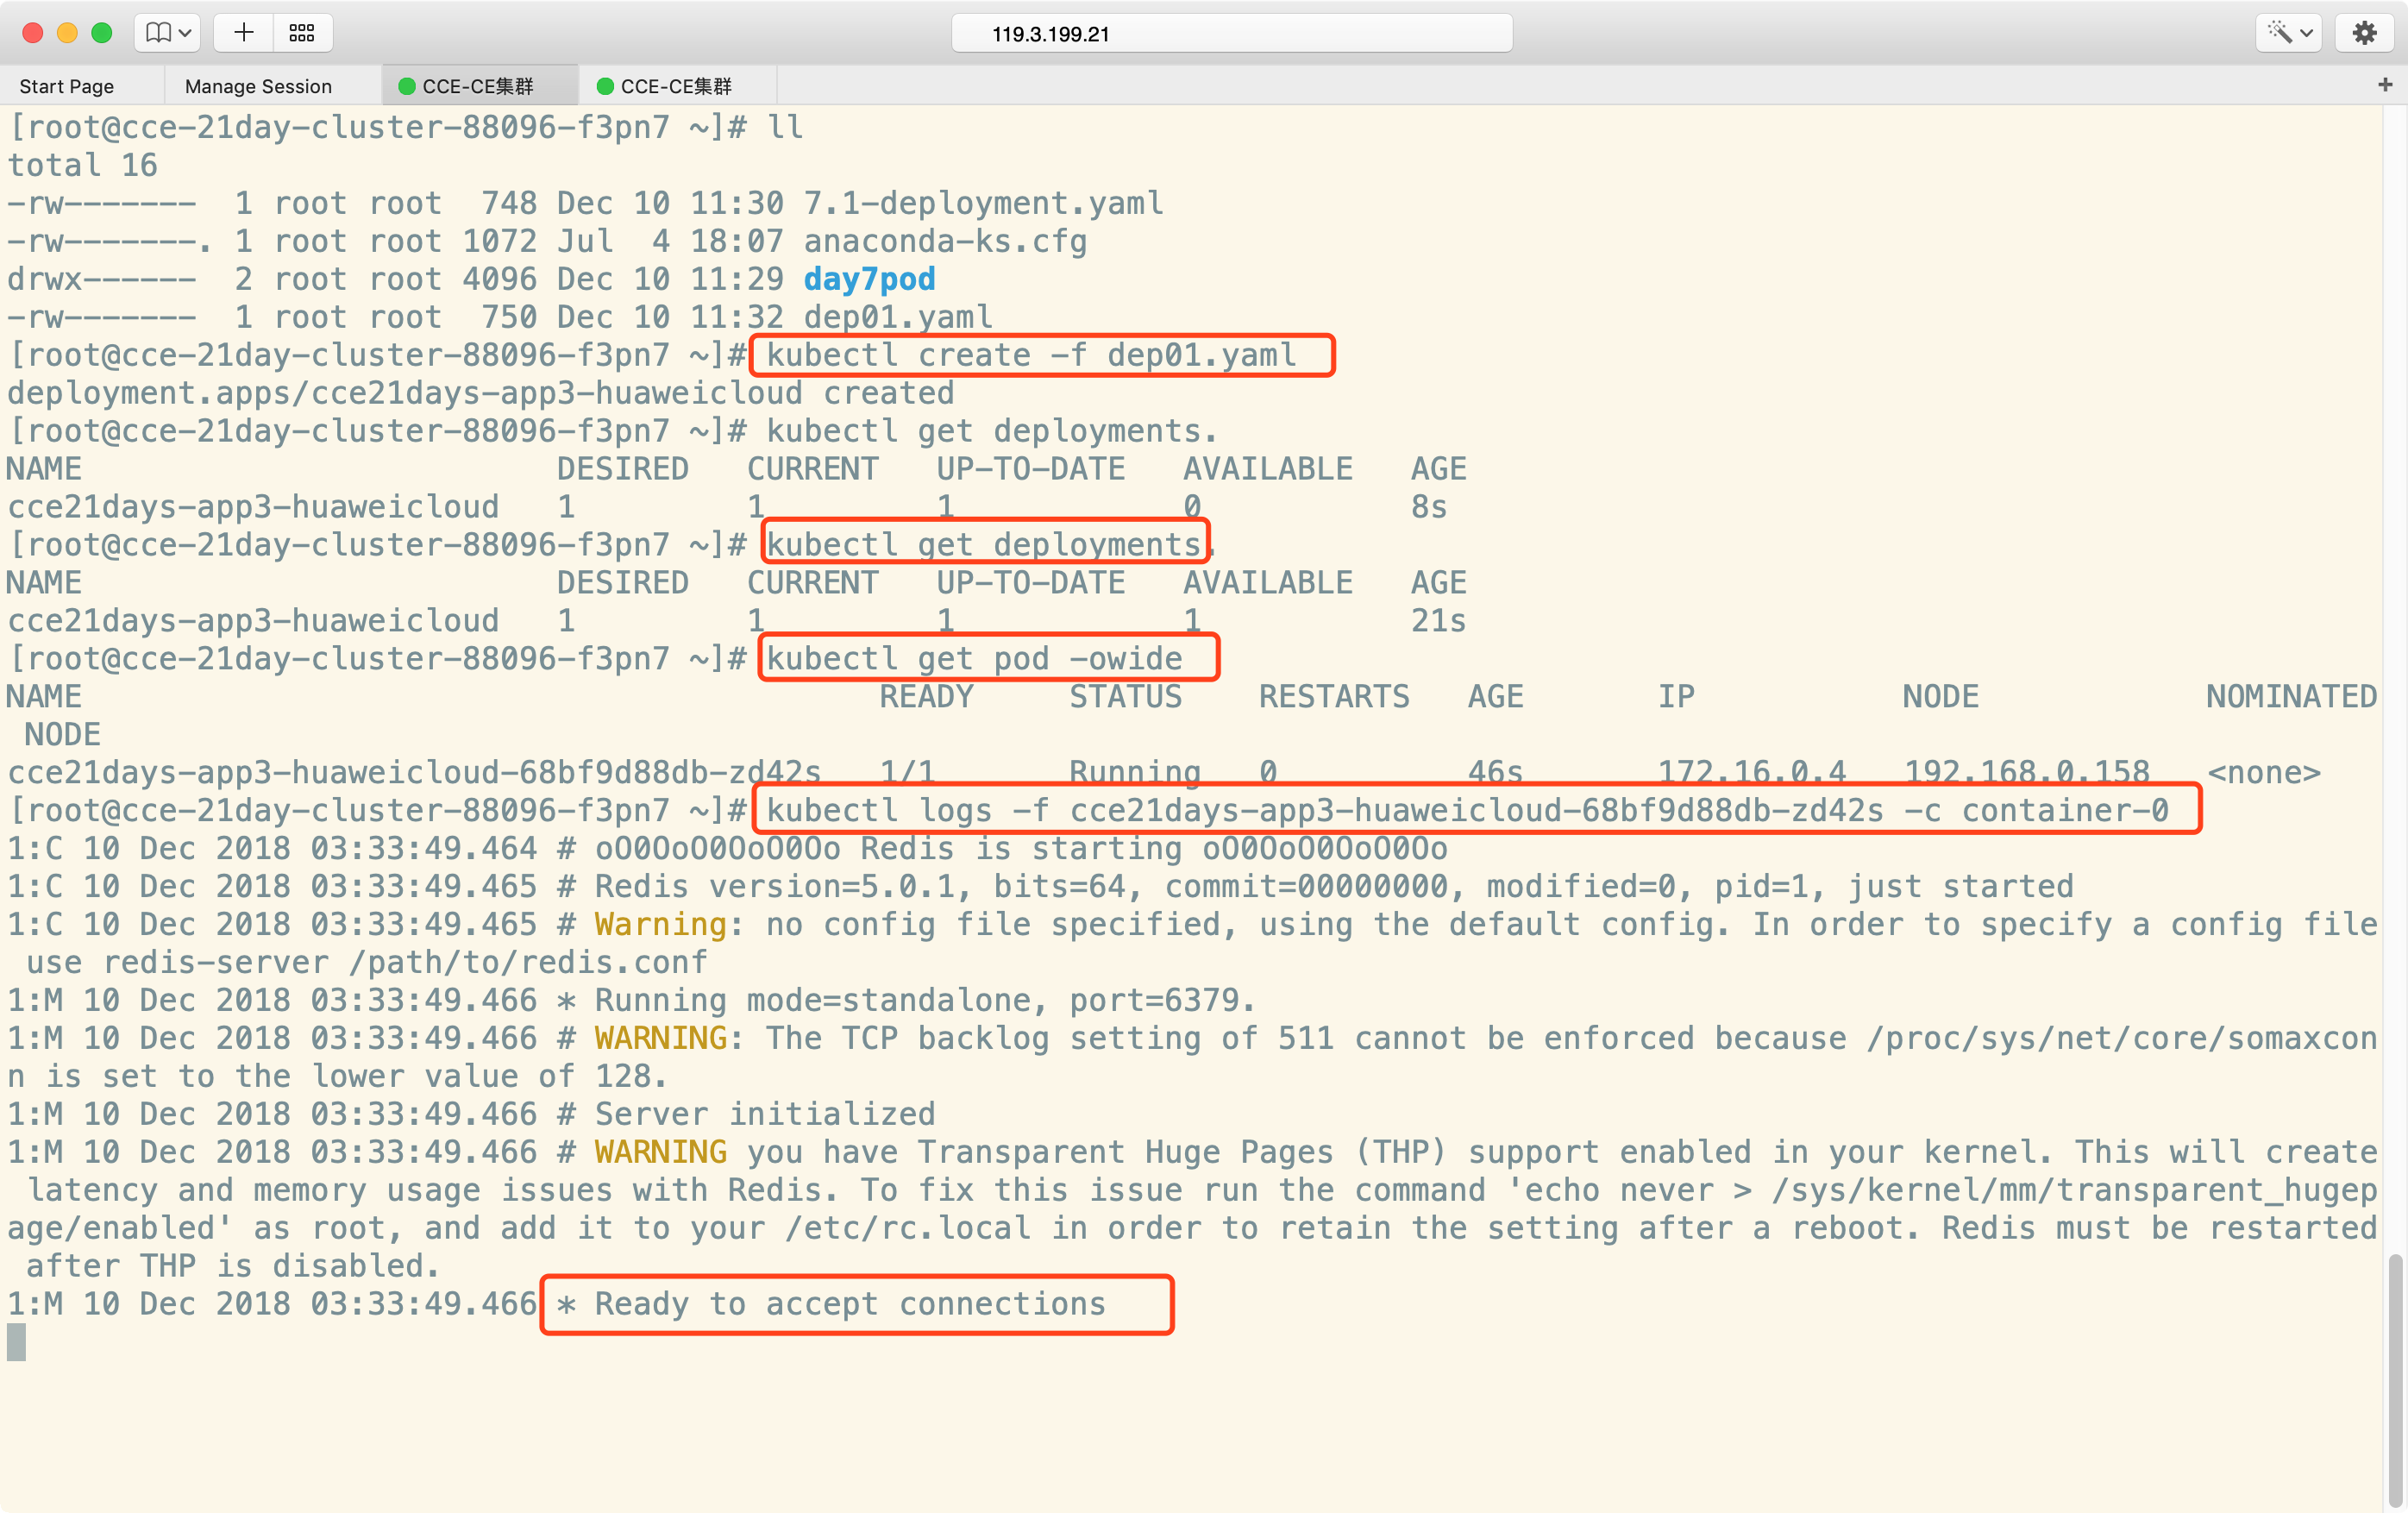 119.3.199.21
Start Page
Manage Session
CCE-CE集群
CCE-CE集群
[root@cce-21day-cluster-88096-f3pn7 ~]# ll
total 16
-rw-------  1 root root  748 Dec 10 11:30 7.1-deployment.yaml
-rw-------. 1 root root 1072 Jul  4 18:07 anaconda-ks.cfg
drwx------  2 root root 4096 Dec 10 11:29 day7pod
-rw-------  1 root root  750 Dec 10 11:32 dep01.yaml
[root@cce-21day-cluster-88096-f3pn7 ~]# kubectl create -f dep01.yaml
deployment.apps/cce21days-app3-huaweicloud created
[root@cce-21day-cluster-88096-f3pn7 ~]# kubectl get deployments.
NAME                         DESIRED   CURRENT   UP-TO-DATE   AVAILABLE   AGE
cce21days-app3-huaweicloud   1         1         1            0           8s
[root@cce-21day-cluster-88096-f3pn7 ~]# kubectl get deployments.
NAME                         DESIRED   CURRENT   UP-TO-DATE   AVAILABLE   AGE
cce21days-app3-huaweicloud   1         1         1            1           21s
[root@cce-21day-cluster-88096-f3pn7 ~]# kubectl get pod -owide
NAME                                          READY     STATUS    RESTARTS   AGE       IP           NODE            NOMINATED
 NODE
cce21days-app3-huaweicloud-68bf9d88db-zd42s   1/1       Running   0          46s       172.16.0.4   192.168.0.158   <none>
[root@cce-21day-cluster-88096-f3pn7 ~]# kubectl logs -f cce21days-app3-huaweicloud-68bf9d88db-zd42s -c container-0
1:C 10 Dec 2018 03:33:49.464 # oO0OoO0OoO0Oo Redis is starting oO0OoO0OoO0Oo
1:C 10 Dec 2018 03:33:49.465 # Redis version=5.0.1, bits=64, commit=00000000, modified=0, pid=1, just started
1:C 10 Dec 2018 03:33:49.465 # Warning: no config file specified, using the default config. In order to specify a config file
 use redis-server /path/to/redis.conf
1:M 10 Dec 2018 03:33:49.466 * Running mode=standalone, port=6379.
1:M 10 Dec 2018 03:33:49.466 # WARNING: The TCP backlog setting of 511 cannot be enforced because /proc/sys/net/core/somaxcon
n is set to the lower value of 128.
1:M 10 Dec 2018 03:33:49.466 # Server initialized
1:M 10 Dec 2018 03:33:49.466 # WARNING you have Transparent Huge Pages (THP) support enabled in your kernel. This will create
 latency and memory usage issues with Redis. To fix this issue run the command 'echo never > /sys/kernel/mm/transparent_hugep
age/enabled' as root, and add it to your /etc/rc.local in order to retain the setting after a reboot. Redis must be restarted
 after THP is disabled.
1:M 10 Dec 2018 03:33:49.466 * Ready to accept connections